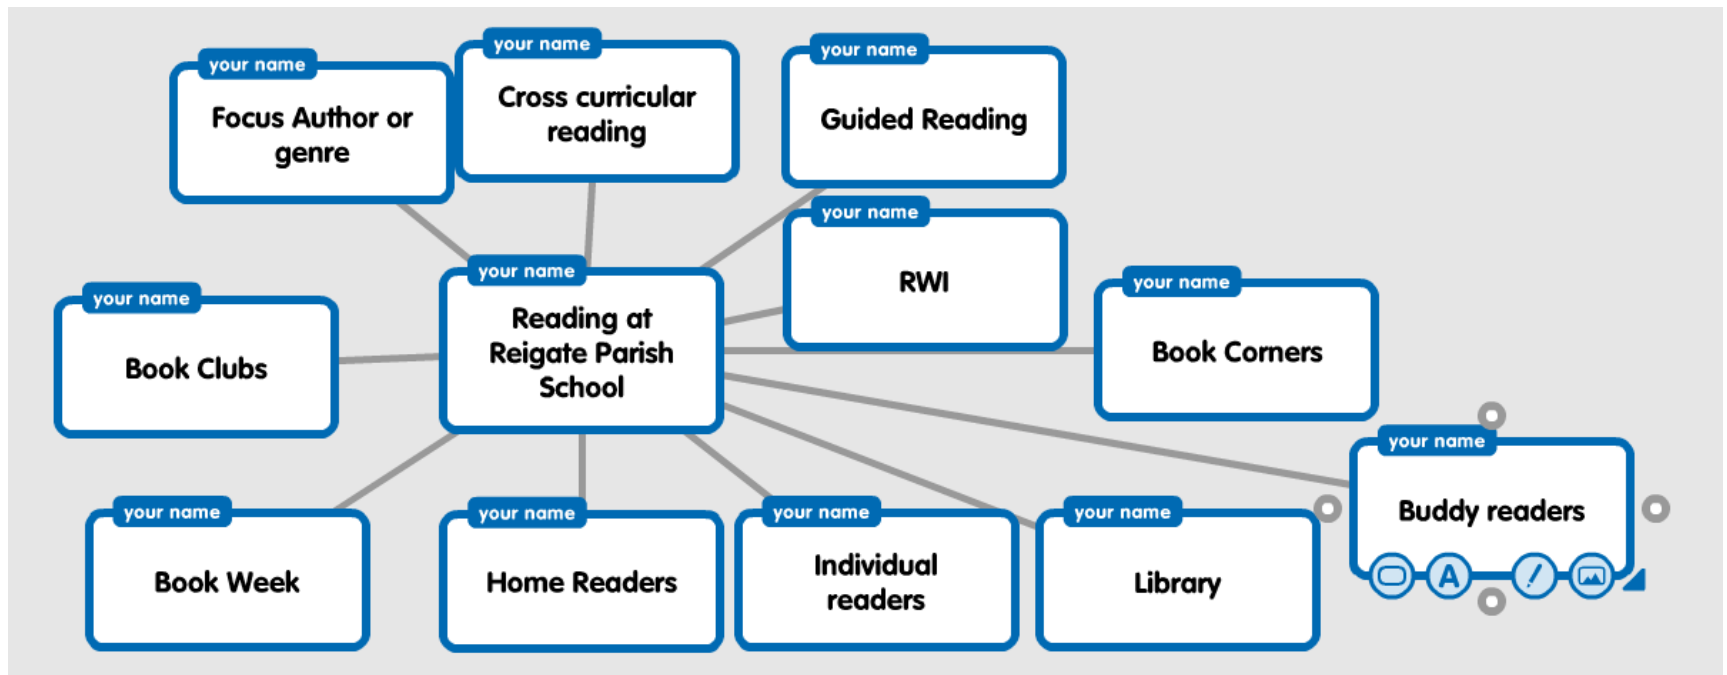 your name
Focus Author or
genre
your name
Cross curricular
reading
your name
Guided Reading
your name
RWI
your name
Reading at
Reigate Parish
School
your name
Book Clubs
your name
Book Corners
your name
Buddy readers
A
your name
Book Week
your name
Home Readers
your name
Individual
readers
your name
Library